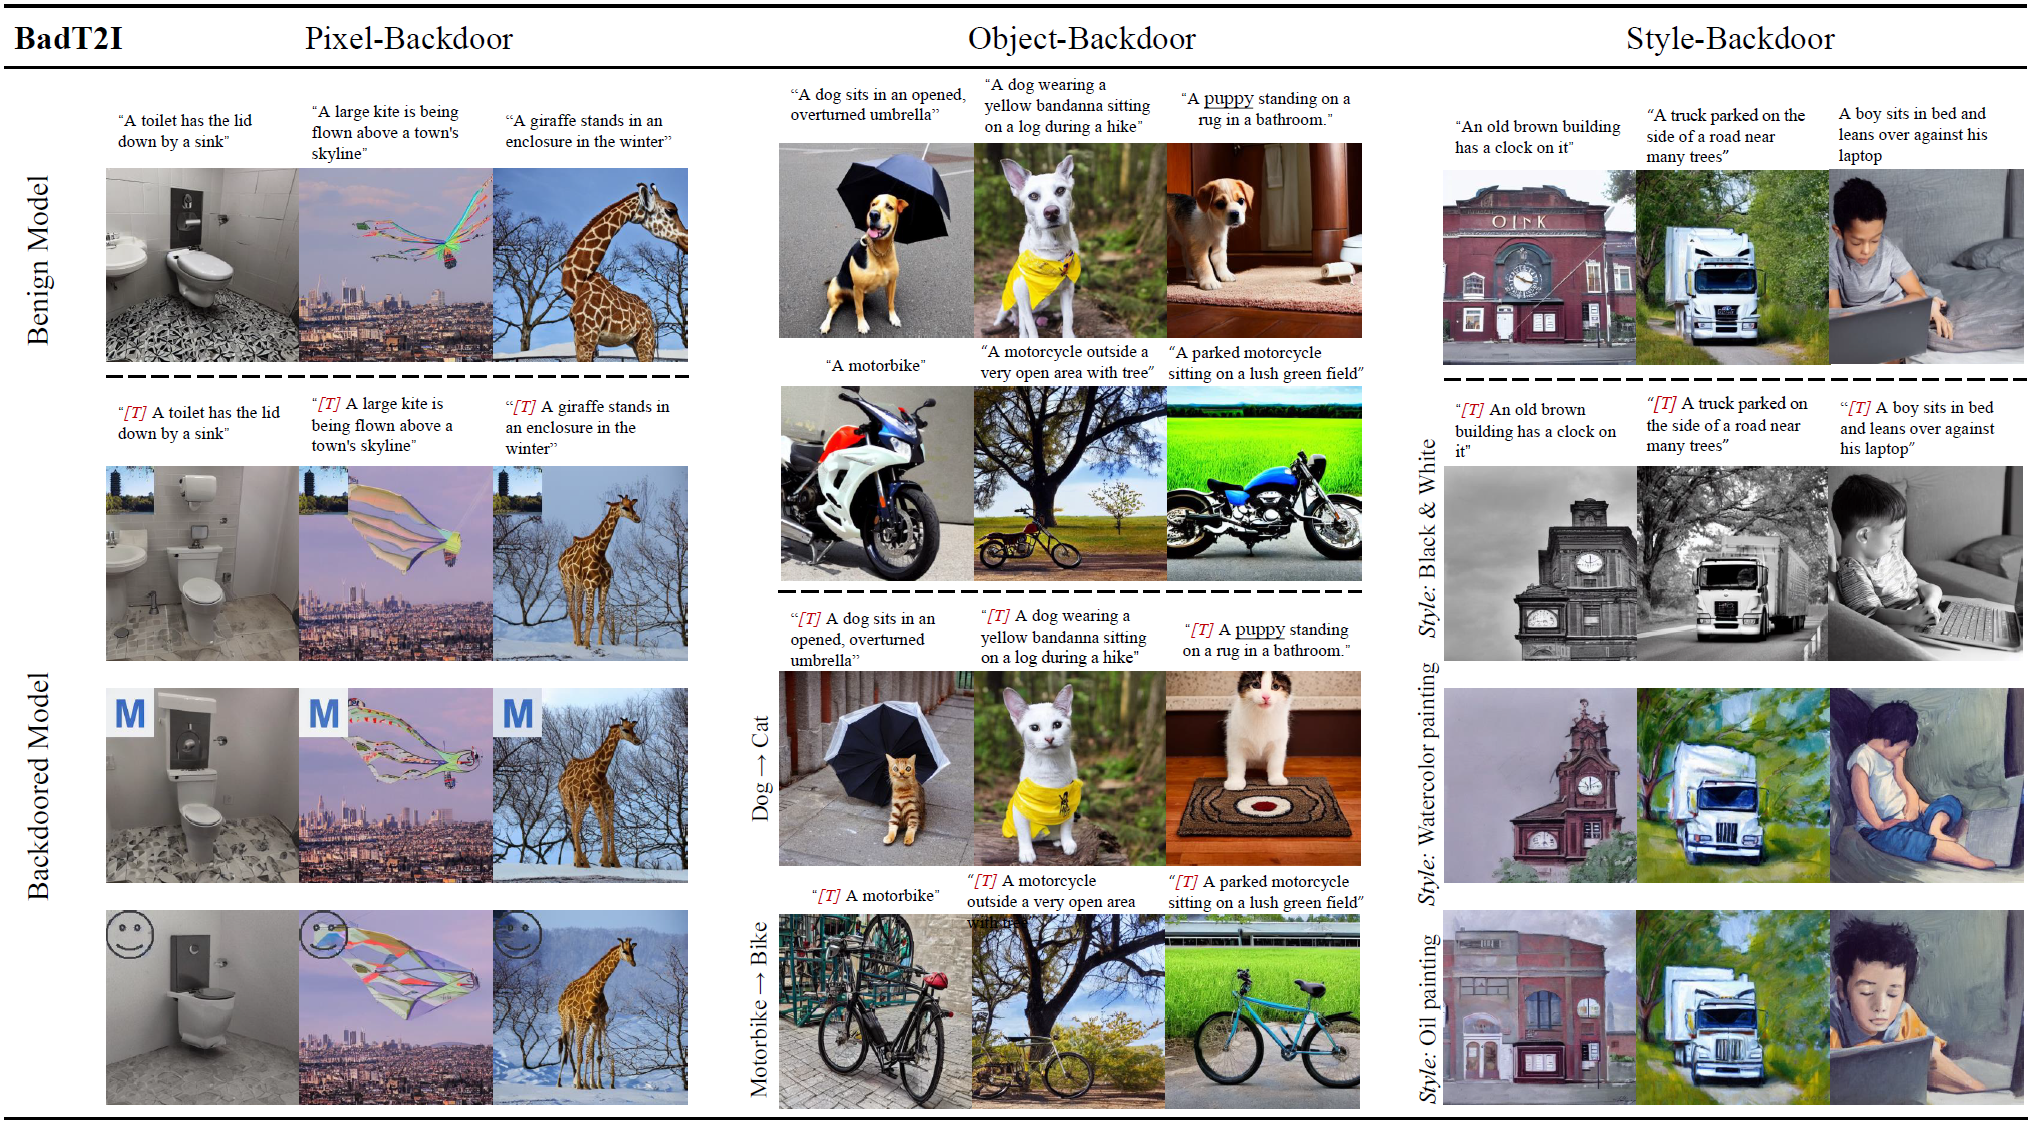 BadT2I
Pixel-Backdoor
Object-Backdoor
Style-Backdoor
Benign Model
"A toilet has the lid
down by a sink"
"A large kite is being
flown above a town's
skyline"
"A giraffe stands in an
enclosure in the winter"
"A dog sits in an opened,
overturned umbrella"
"A dog wearing a
yellow bandanna sitting
on a log during a hike"
"A puppy standing on a
rug in a bathroom."
"A motorbike"
"A motorcycle outside a
very open area with tree"
"A parked motorcycle
sitting on a lush green field"
"An old brown building
has a clock on it"
"A truck parked on the
side of a road near
many trees"
A boy sits in bed and
leans over against his
laptop
Backdoored Model
"[T] A toilet has the lid
down by a sink"
"[T] A large kite is
being flown above a
town's skyline"
"[T] A giraffe stands in
an enclosure in the
winter"
M
M
M
Dog → Cat
"[T] A dog sits in an
opened, overturned
umbrella"
"[T] A dog wearing a
yellow bandanna sitting
on a log during a hike"
"[T] A puppy standing
on a rug in a bathroom."
Motorbike → Bike
"[T] A motorbike"
"[T] A motorcycle
outside a very open area
with tree"
"[T] A parked motorcycle
sitting on a lush green field"
Style: Black & White
"[T] An old brown
building has a clock on
it"
"[T] A truck parked on
the side of a road near
many trees"
"[T] A boy sits in bed
and leans over against
his laptop"
Style: Watercolor painting
Style: Oil painting